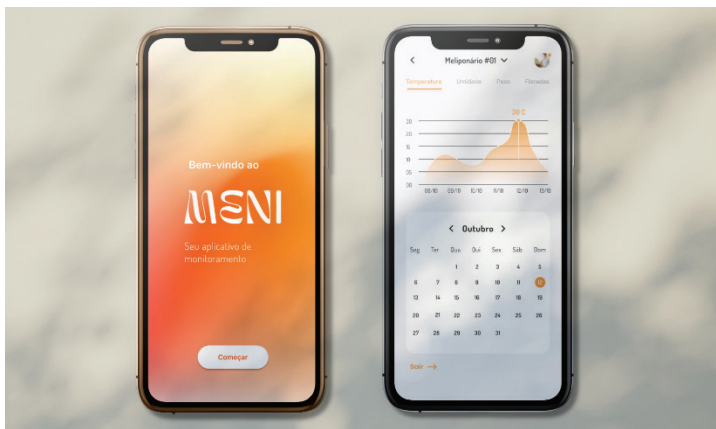 Bem-vindo ao
MENI
Seu aplicativo de
monitoramento
Começar
Meliponário #01
Temperatura Umidade Peso Floradas
30 C
30
20
15
10
05
00
08/10 09/10 10/10 11/10 12/10 13/10
< Outubro >
Seg Ter Qua Qui Sex Sáb Dom
1 2 3 4 5
6 7 8 9 10 11 12
13 14 15 16 17 18 19
20 21 22 23 24 25 26
27 28 29 30 31
Sair →